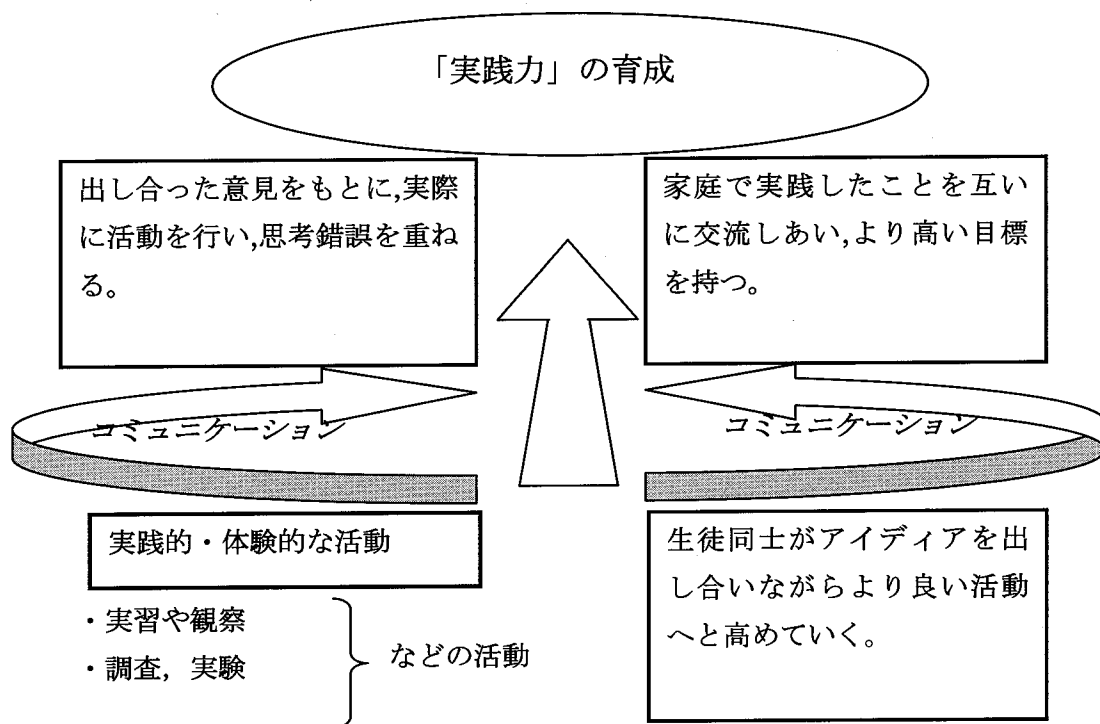 「実践力」の育成
出し合った意見をもとに,実際
に活動を行い,思考錯誤を重ね
る。
家庭で実践したことを互い
に交流しあい,より高い目標
を持つ。
コミュニケーション
コミュニケーション
実践的・体験的な活動
・実習や観察
・調査，実験
などの活動
生徒同士がアイディアを出
し合いながらより良い活動
へと高めていく。